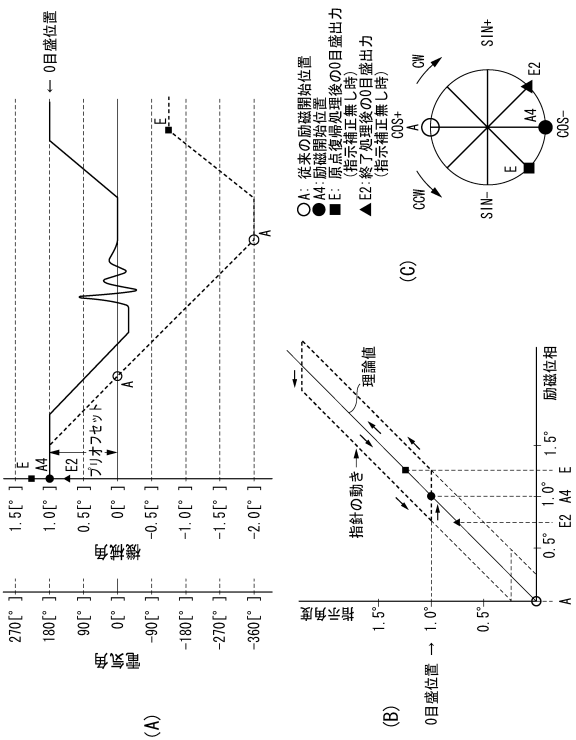 (A)
電気角
270[°]
180[°]
90[°]
0[°]
-90[°]
-180[°]
-270[°]
-360[°]
機械角
1.5[°]
1.0[°]
0.5[°]
0[°]
-0.5[°]
-1.0[°]
-1.5[°]
-2.0[°]
E
A4
E2
プリオフセット
A
A
E
← 0目盛位置
(B)
指示角度
1.5°
1.0°
0.5°
0目盛位置 →
指針の動き
理論値
0.5°
1.0°
1.5°
励磁位相
A
E2
A4
E
(C)
○A: 従来の励磁開始位置
●A4: 励磁開始位置
■E: 原点復帰処理後の0目盛出力
(指示補正無し時)
▲E2: 終了処理後の0目盛出力
(指示補正無し時)
COS+
CCW
CW
A
SIN-
SIN+
E
A4
E2
COS-